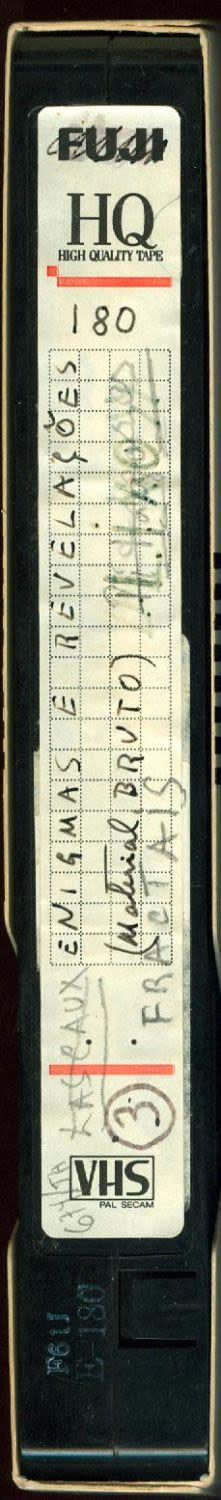 FUJI
HQ
HIGH QUALITY TAPE
180
ENIGMAS E REVELAÇÕES
(Material BRUTO)
FRACTAIS
LASCAUX
3
VHS
PAL SECAM
E-180